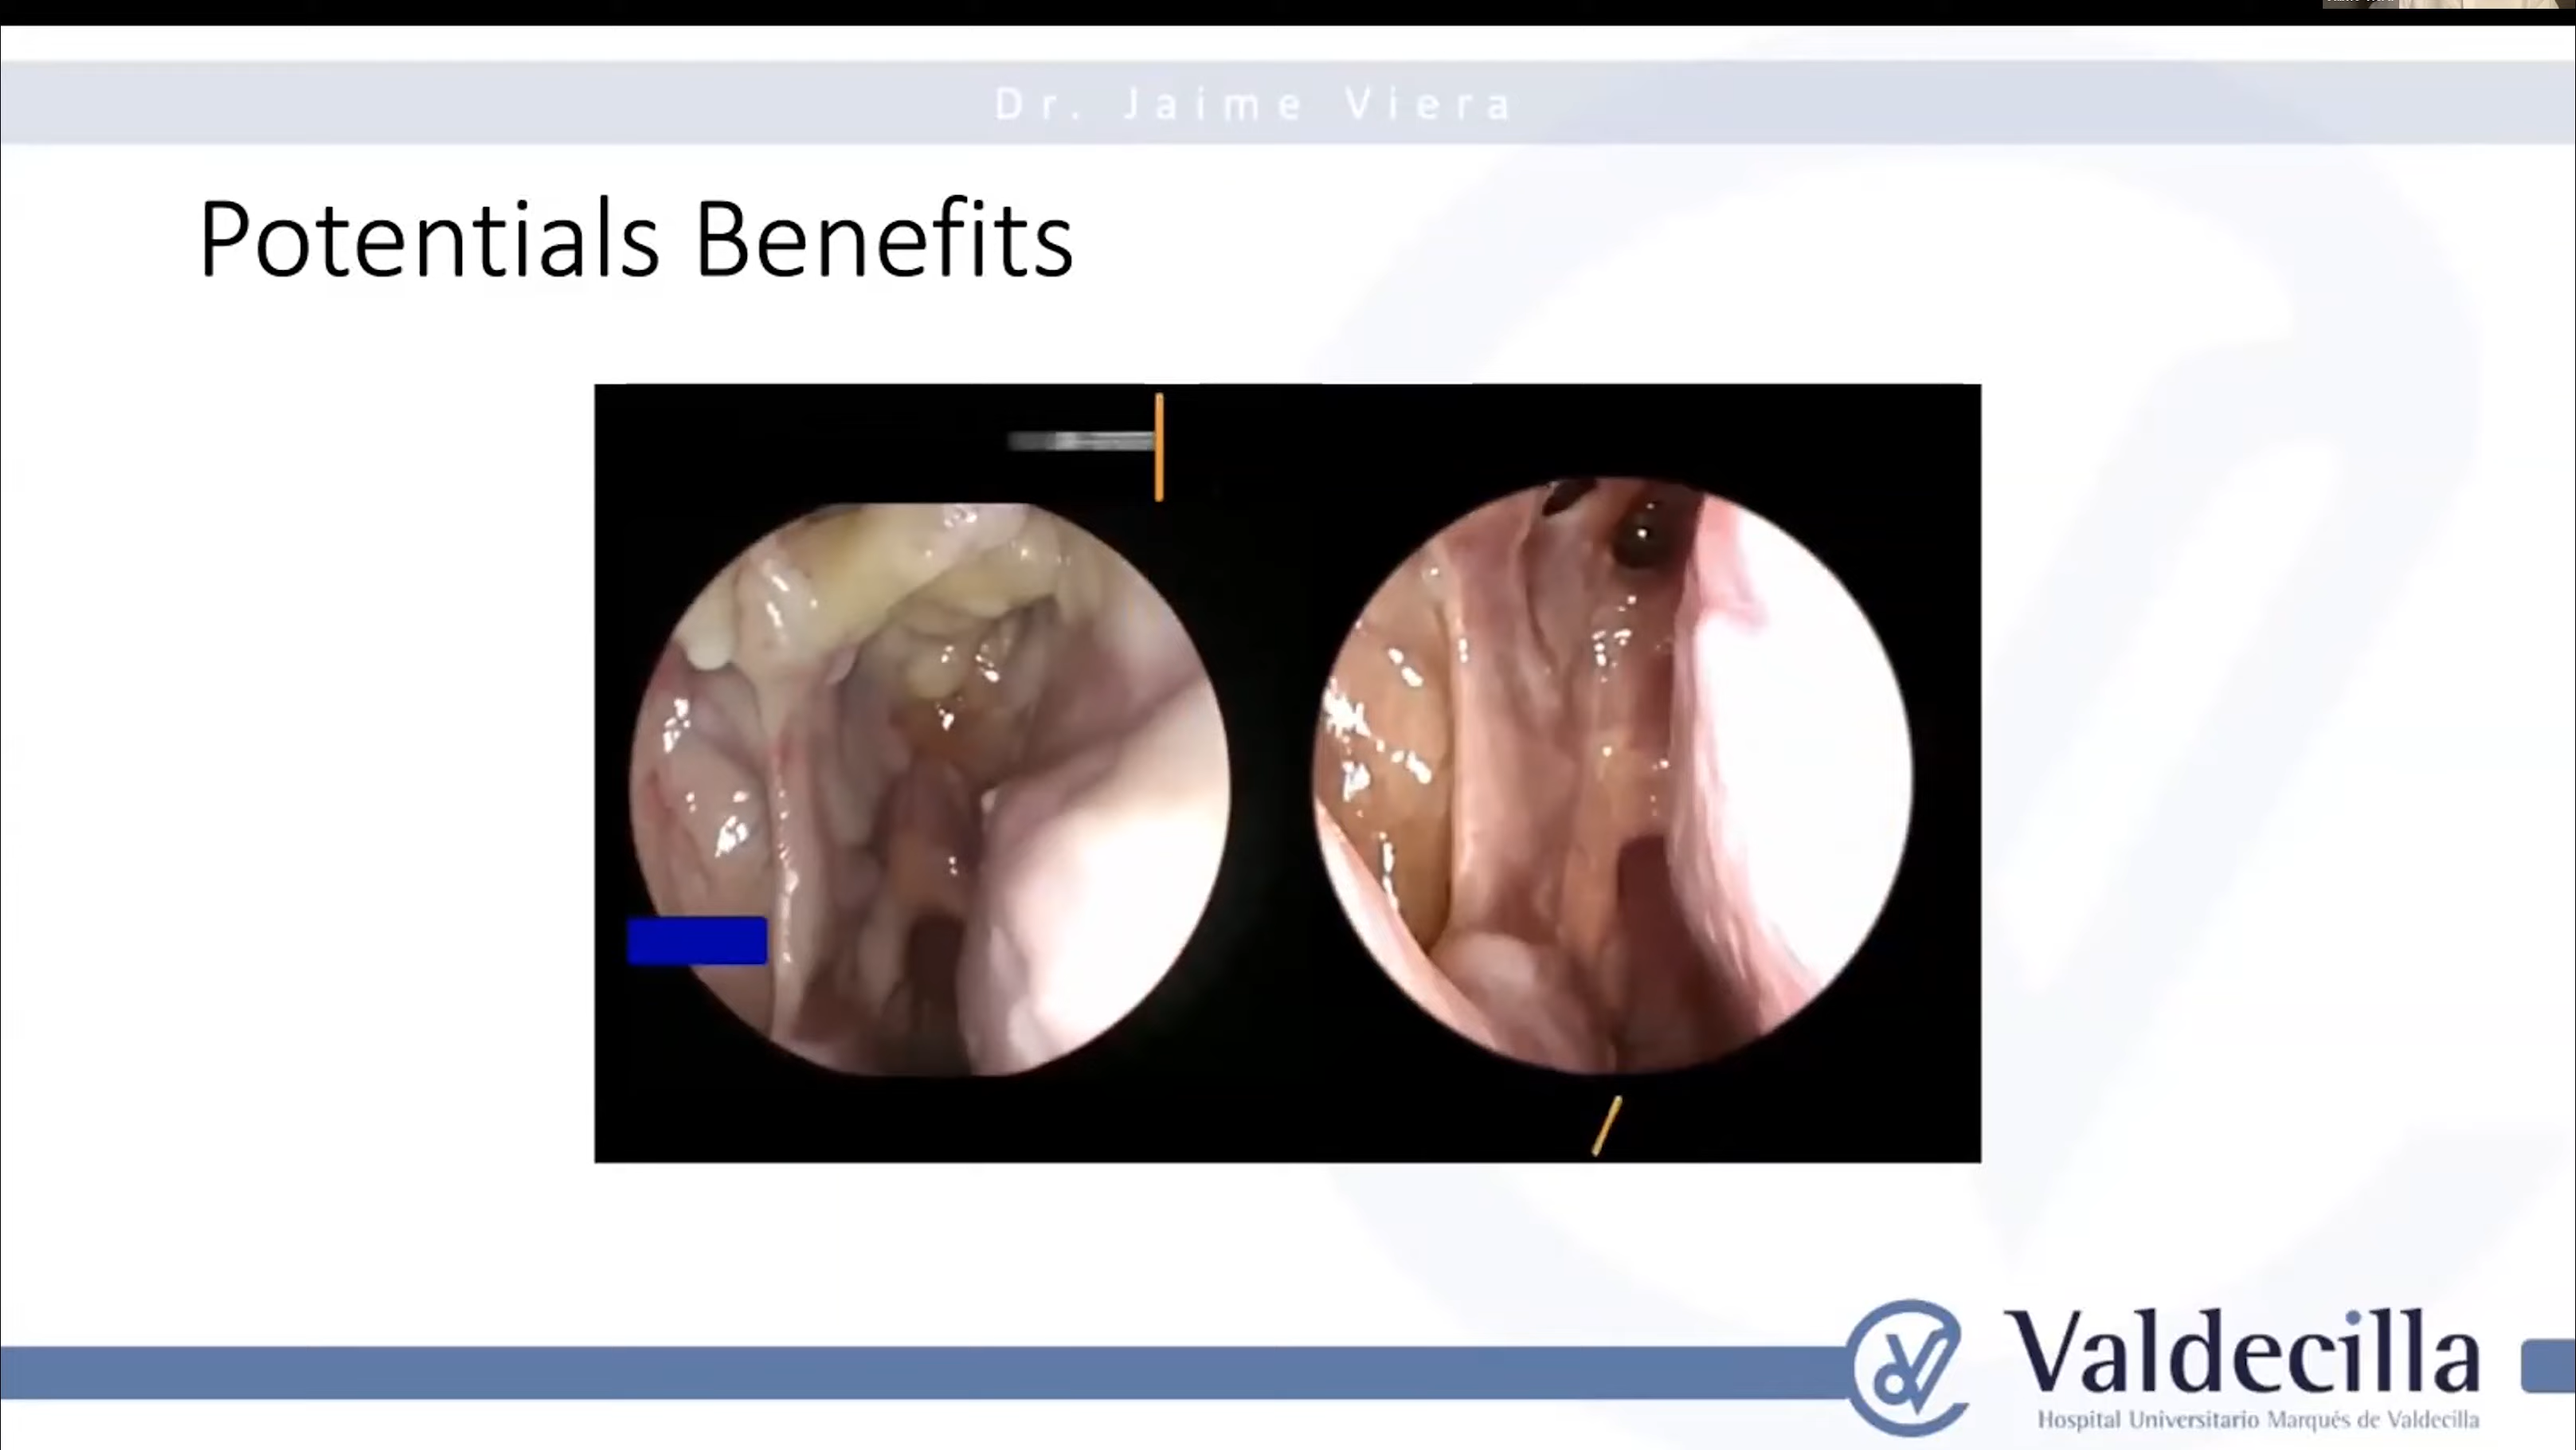 Dr. Jaime Viera
Potentials Benefits
Valdecilla
Hospital Universitario Marqués de Valdecilla